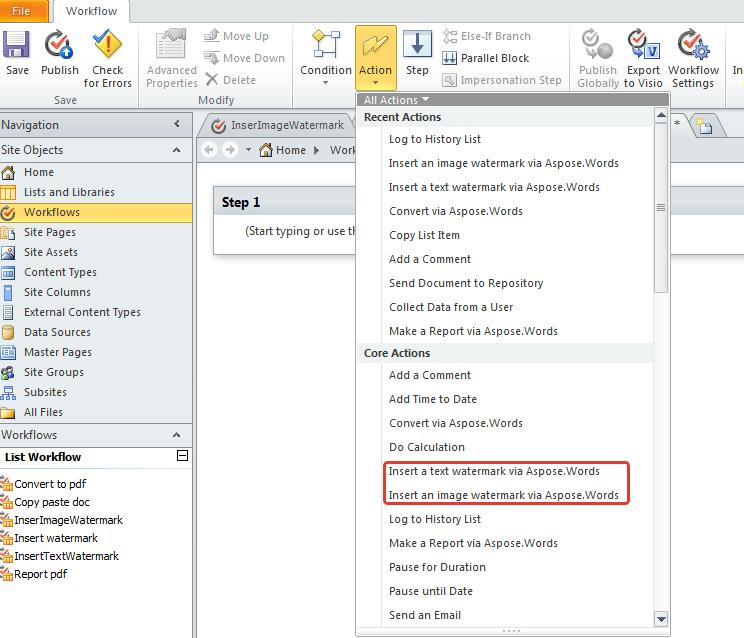 File
Workflow
Save
Publish
Check
for Errors
Save
Advanced
Properties
Move Up
Move Down
Delete
Modify
Condition
Action
Step
Else-If Branch
Parallel Block
Impersonation Step
Publish
Globally
Export
to Visio
Workflow
Settings
In
Navigation
Site Objects
Home
Lists and Libraries
Workflows
Site Pages
Site Assets
Content Types
Site Columns
External Content Types
Data Sources
Master Pages
Site Groups
Subsites
All Files
Workflows
List Workflow
Convert to pdf
Copy paste doc
InserImageWatermark
Insert watermark
InsertTextWatermark
Report pdf
InserImageWatermark
*
Home
Work
Step 1
(Start typing or use th
All Actions
Recent Actions
Log to History List
Insert an image watermark via Aspose.Words
Insert a text watermark via Aspose.Words
Convert via Aspose.Words
Copy List Item
Add a Comment
Send Document to Repository
Collect Data from a User
Make a Report via Aspose.Words
Core Actions
Add a Comment
Add Time to Date
Convert via Aspose.Words
Do Calculation
Insert a text watermark via Aspose.Words
Insert an image watermark via Aspose.Words
Log to History List
Make a Report via Aspose.Words
Pause for Duration
Pause until Date
Send an Email